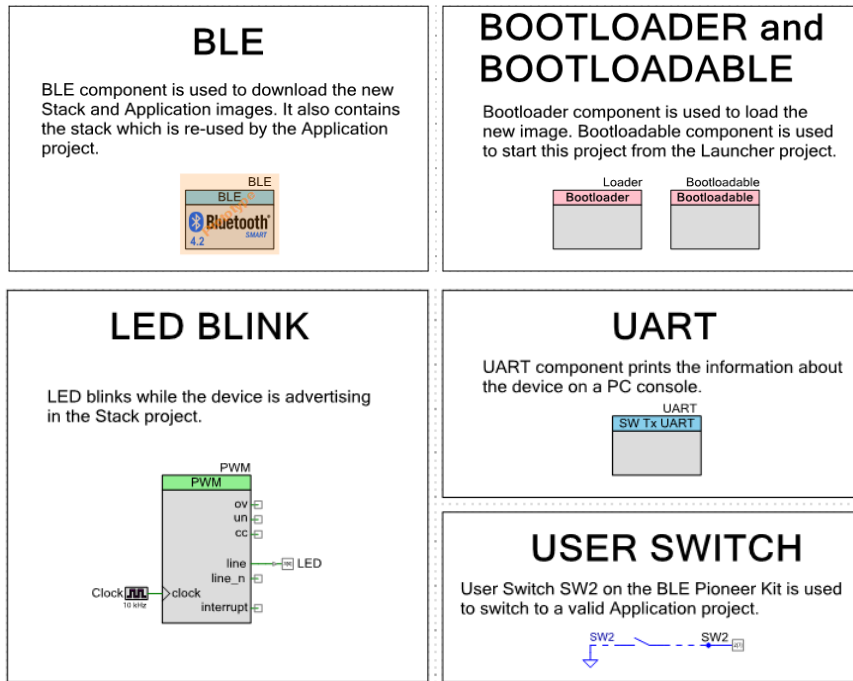 BLE
BLE component is used to download the new
Stack and Application images. It also contains
the stack which is re-used by the Application
project.
BLE
BLE
Bluetooth
SMART
4.2
BOOTLOADER and
BOOTLOADABLE
Bootloader component is used to load the
new image. Bootloadable component is used
to start this project from the Launcher project.
Loader
Bootloader
Bootloadable
Bootloadable
LED BLINK
LED blinks while the device is advertising
in the Stack project.
PWM
PWM
ov
un
cc
line
LED
line_n
Clock
10 kHz
clock
interrupt
UART
UART component prints the information about
the device on a PC console.
UART
SW Tx UART
USER SWITCH
User Switch SW2 on the BLE Pioneer Kit is used
to switch to a valid Application project.
SW2
SW2